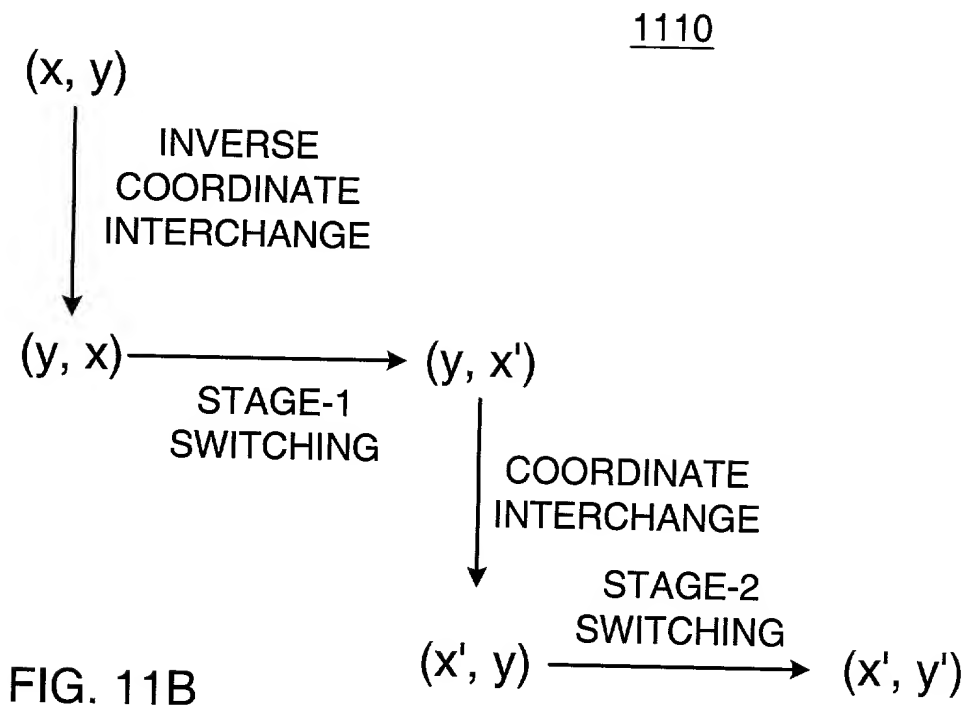 1110
(x, y)
INVERSE
COORDINATE
INTERCHANGE
(y, x)
(y, x')
STAGE-1
SWITCHING
COORDINATE
INTERCHANGE
STAGE-2
SWITCHING
(x', y)
(x', y')
FIG. 11B